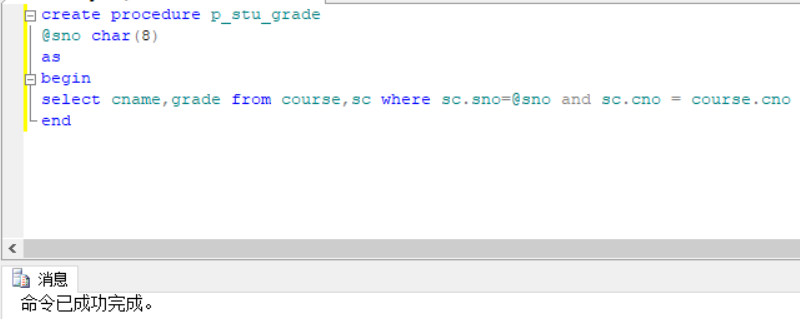 create procedure p_stu_grade
@sno char(8)
as
begin
select cname,grade from course,sc where sc.sno=@sno and sc.cno = course.cno
end
消息
命令已成功完成。